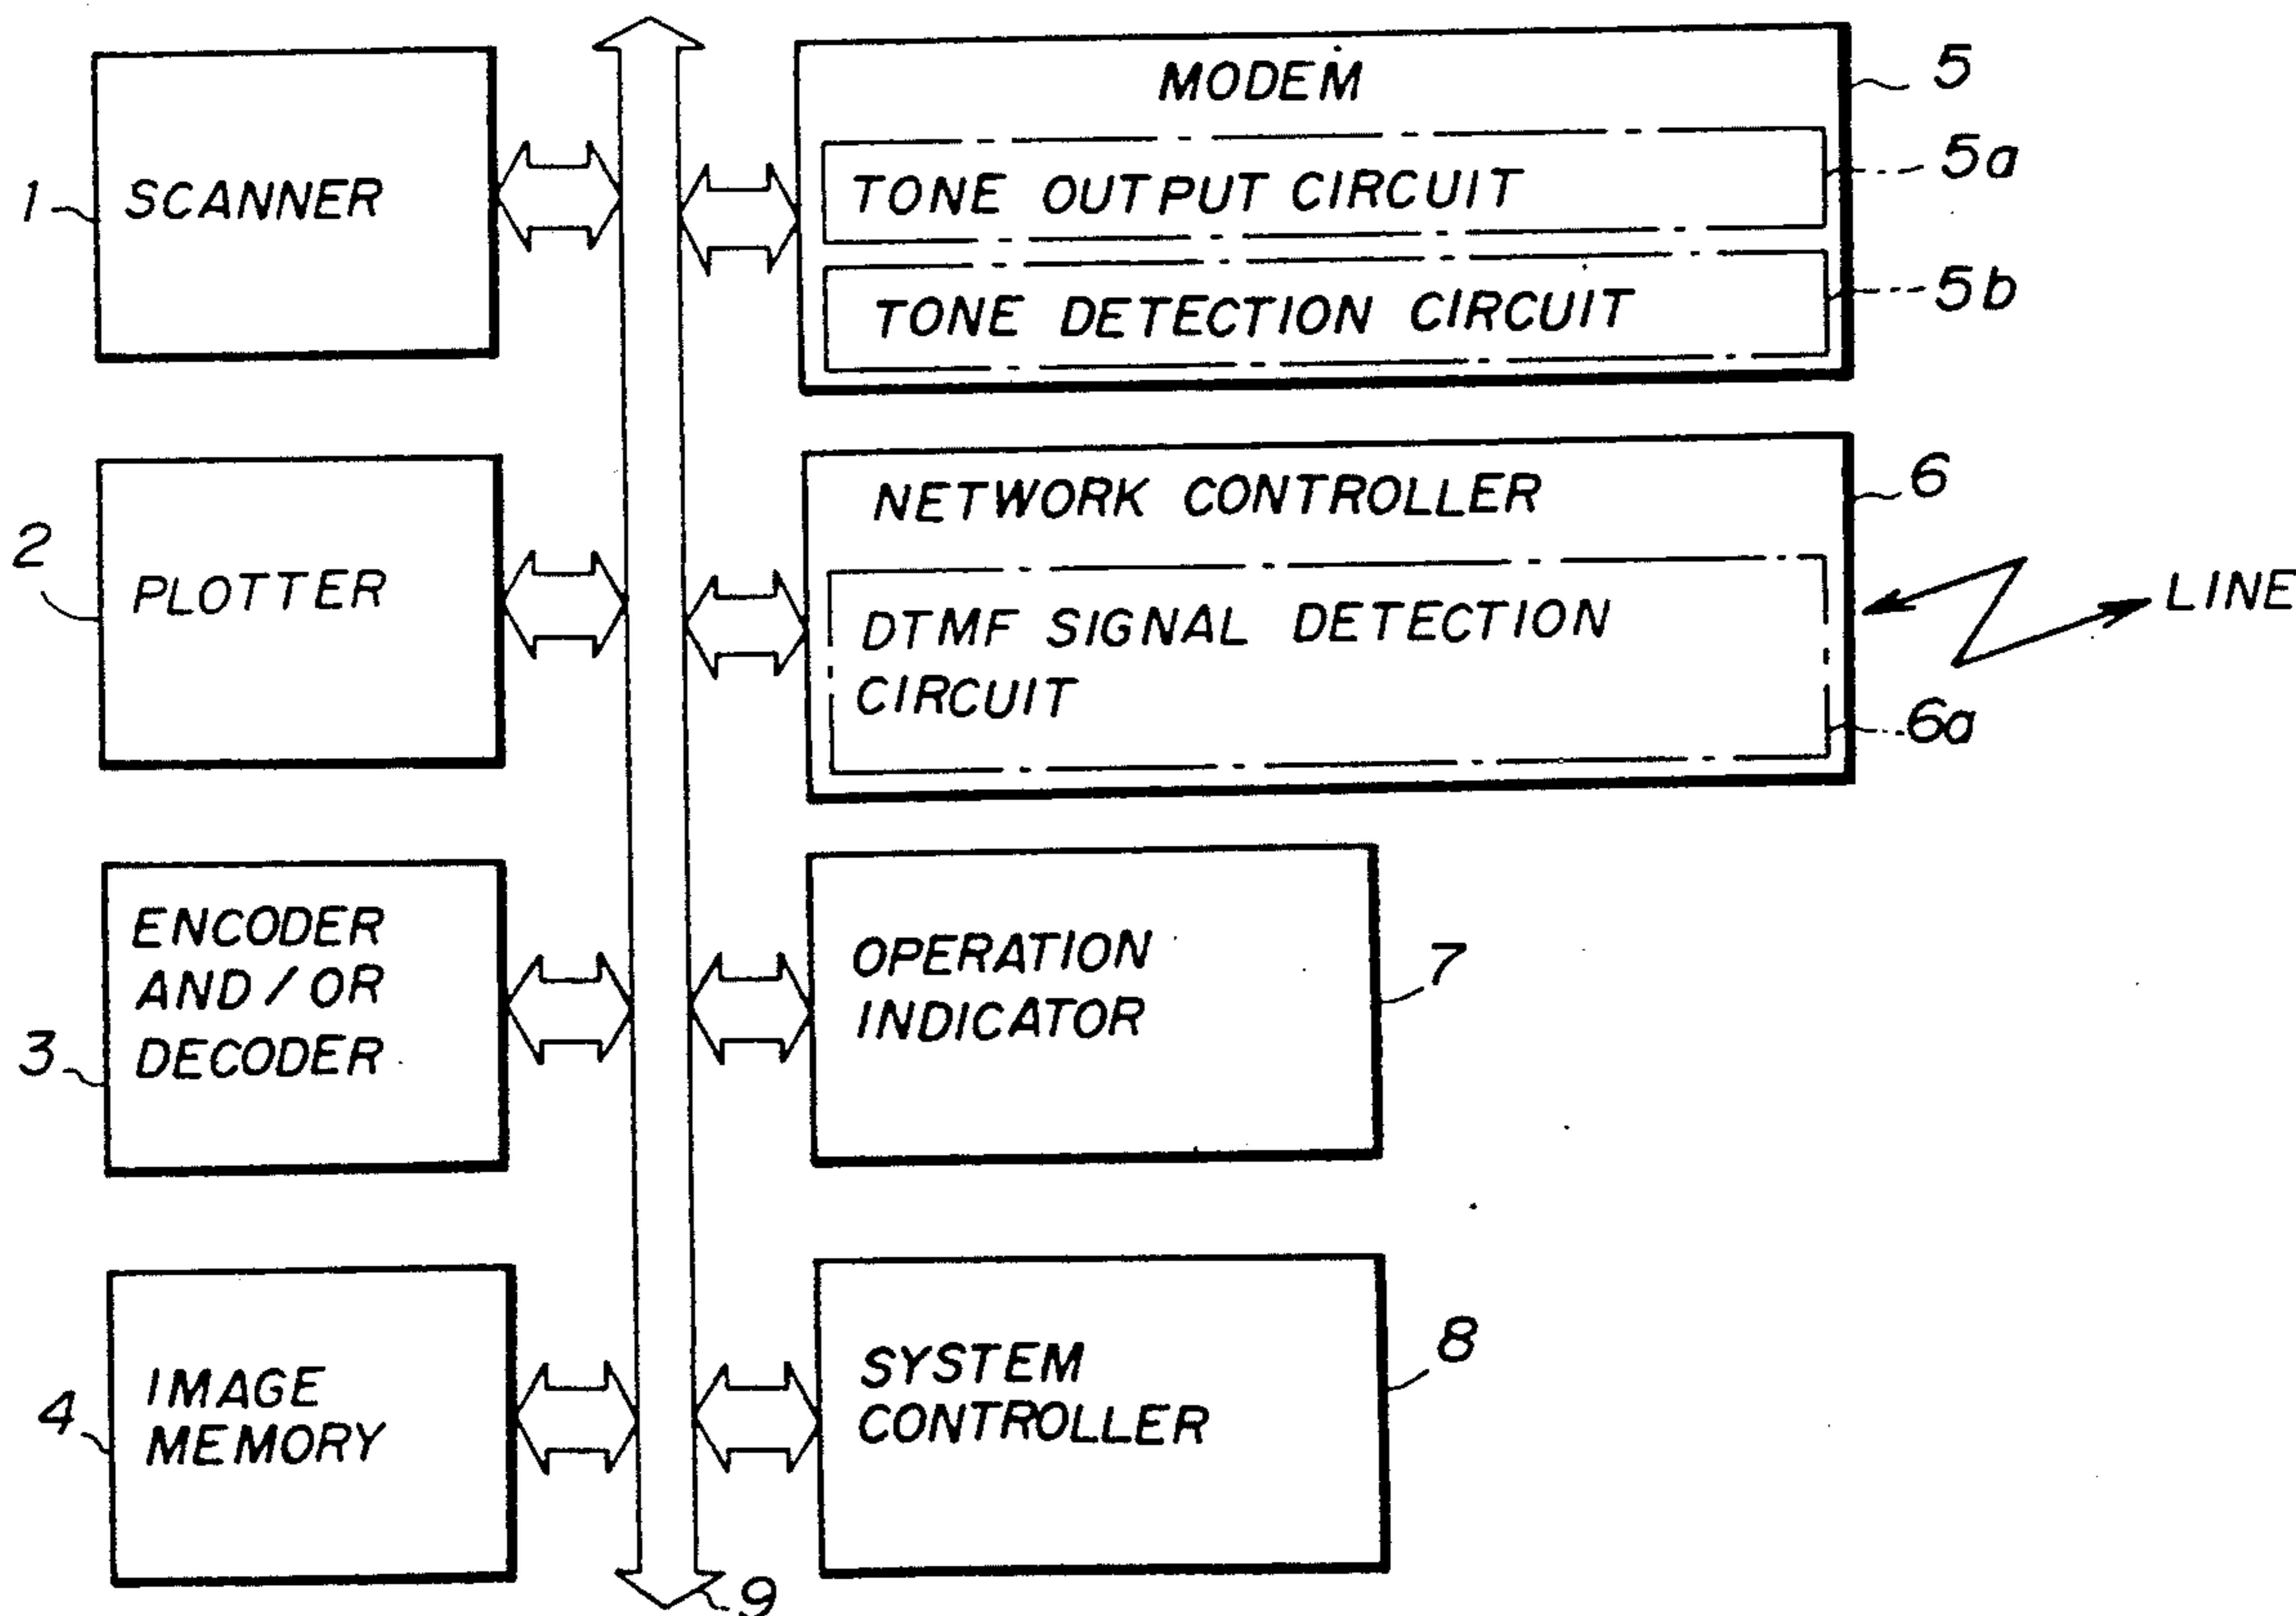 1
SCANNER
2
PLOTTER
3
ENCODER
AND/OR
DECODER
4
IMAGE
MEMORY
MODEM
5
TONE OUTPUT CIRCUIT
5a
TONE DETECTION CIRCUIT
5b
NETWORK CONTROLLER
6
DTMF SIGNAL DETECTION
CIRCUIT
6a
LINE
OPERATION
INDICATOR
7
SYSTEM
CONTROLLER
8
9